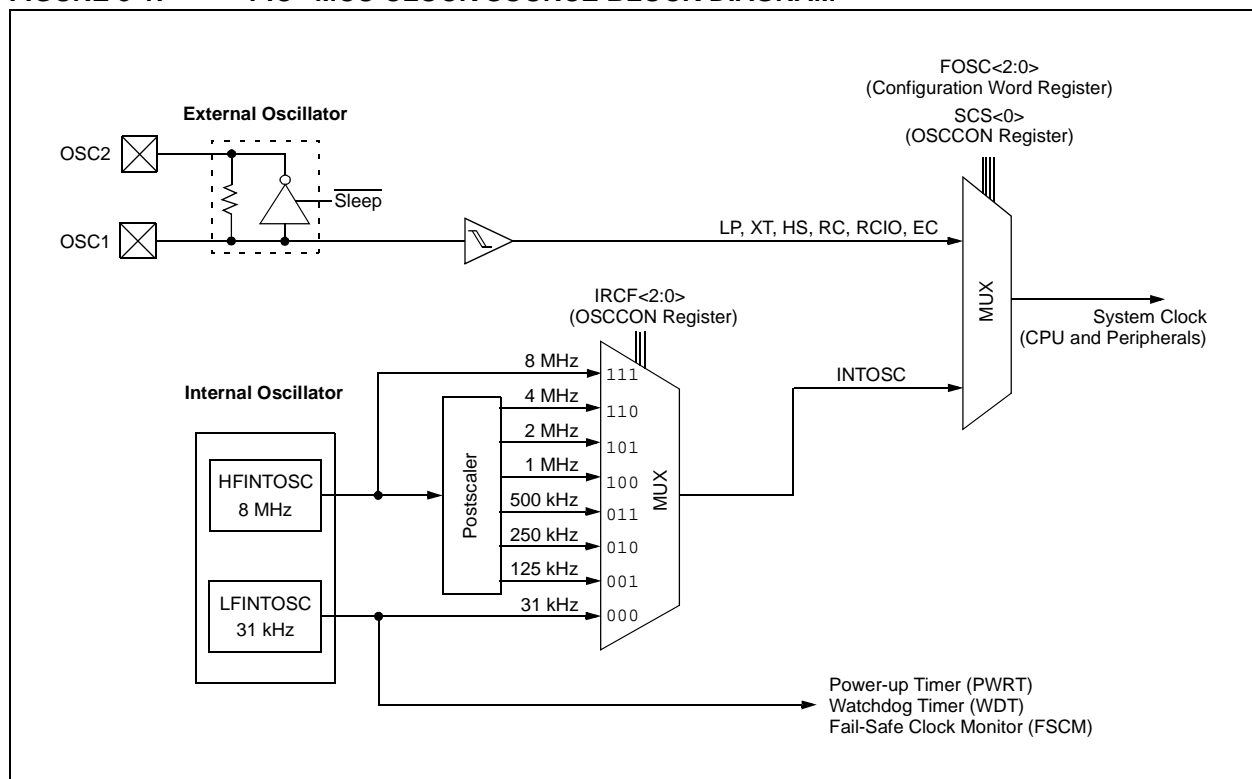 FOSC<2:0>
(Configuration Word Register)
SCS<0>
(OSCCON Register)
External Oscillator
OSC2
Sleep
OSC1
LP, XT, HS, RC, RCIO, EC
MUX
System Clock
(CPU and Peripherals)
IRCF<2:0>
(OSCCON Register)
8 MHz
111
INTOSC
Internal Oscillator
4 MHz
110
2 MHz
101
1 MHz
100
HFINTOSC
8 MHz
Postscaler
MUX
500 kHz
011
250 kHz
010
125 kHz
001
LFINTOSC
31 kHz
31 kHz
000
Power-up Timer (PWRT)
Watchdog Timer (WDT)
Fail-Safe Clock Monitor (FSCM)